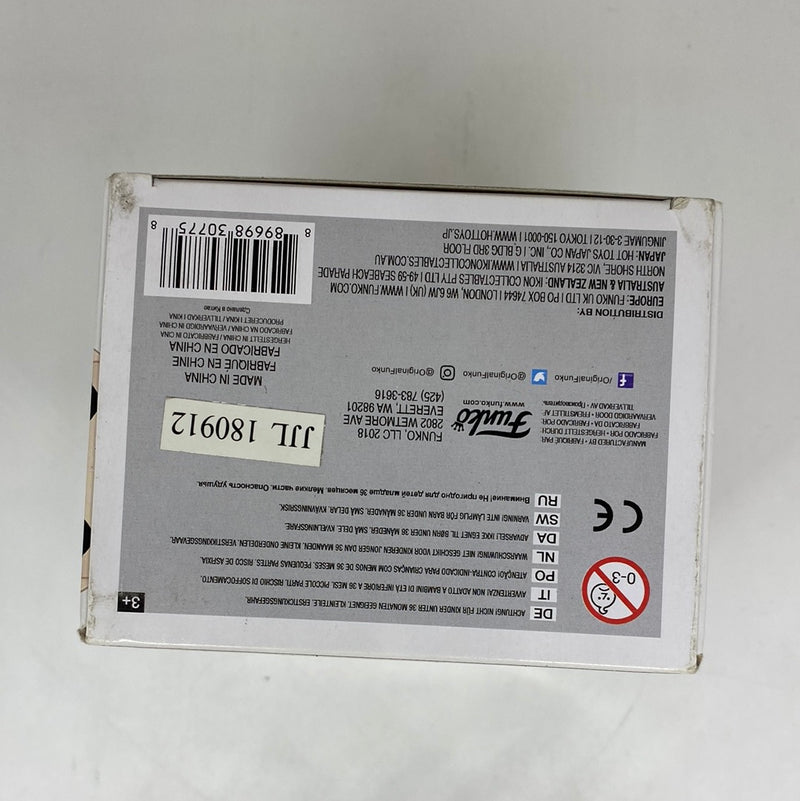 3+
DE ACHTUNG! NICHT FÜR KINDER UNTER 36 MONATEN GEEIGNET. KLEINTEILE. ERSTICKUNGSGEFAHR.
IT AVVERTENZA! NON ADATTO A BAMBINI DI ETÀ INFERIORE A 36 MESI. PICCOLE PARTI. RISCHIO DI SOFFOCAMENTO.
PO ATENÇÃO! CONTRA-INDICADO PARA CRIANÇAS COM MENOS DE 36 MESES. PEQUENAS PARTES. RISCO DE ASFIXIA.
NL WAARSCHUWING! NIET GESCHIKT VOOR KINDEREN JONGER DAN 36 MAANDEN. KLEINE ONDERDELEN. VERSTIKKINGSGEVAAR.
DA ADVARSEL! IKKE EGNET TIL BØRN UNDER 36 MÅNEDER. SMÅ DELE. KVÆLNINGSFARE.
SW VARNING! INTE LÄMPLIG FÖR BARN UNDER 36 MÅNADER. SMÅ DELAR. KVÄVNINGSRISK.
RU Внимание! Не пригодно для детей младше 36 месяцев. Мелкие части. Опасность удушья.
0-3
CE
MANUFACTURED BY • FABRIQUÉ PAR:
FABRICADO POR • HERGESTELLT DURCH
FABBRICATO DA • FABRICADO POR:
VERVAARDIGD DOOR • FREMSTILLET AF
TILLVERKAD AV • Производитель:
Funko
www.funko.com
FUNKO, LLC 2018
2802 WETMORE AVE
EVERETT, WA 98201
(425) 783-3616
/OriginalFunko
@OriginalFunko
@OriginalFunko
JJL 180912
MADE IN CHINA
FABRIQUÉ EN CHINE
FABRICADO EN CHINA
HERGESTELLT IN CHINA / FABBRICATO IN CHINA
FABRICADO NA CHINA / VERVAARDIGD IN CHINA
PRODUCERET I KINA / TILLVERKAD I KINA
Сделано в Китае
DISTRIBUTION BY:
EUROPE: FUNKO UK LTD PO BOX 74644 | LONDON, W6 6JW (UK) | WWW.FUNKO.COM
AUSTRALIA & NEW ZEALAND: IKON COLLECTABLES PTY LTD | 49-59 SEABEACH PARADE
NORTH SHORE, VIC 3214 AUSTRALIA | WWW.IKONCOLLECTABLES.COM.AU
JAPAN: HOT TOYS JAPAN CO., INC. | G BLDG 3RD FLOOR
JINGUMAE 3-30-12 | TOKYO 150-0001 | WWW.HOTTOYS.JP
8 89698 30775 8